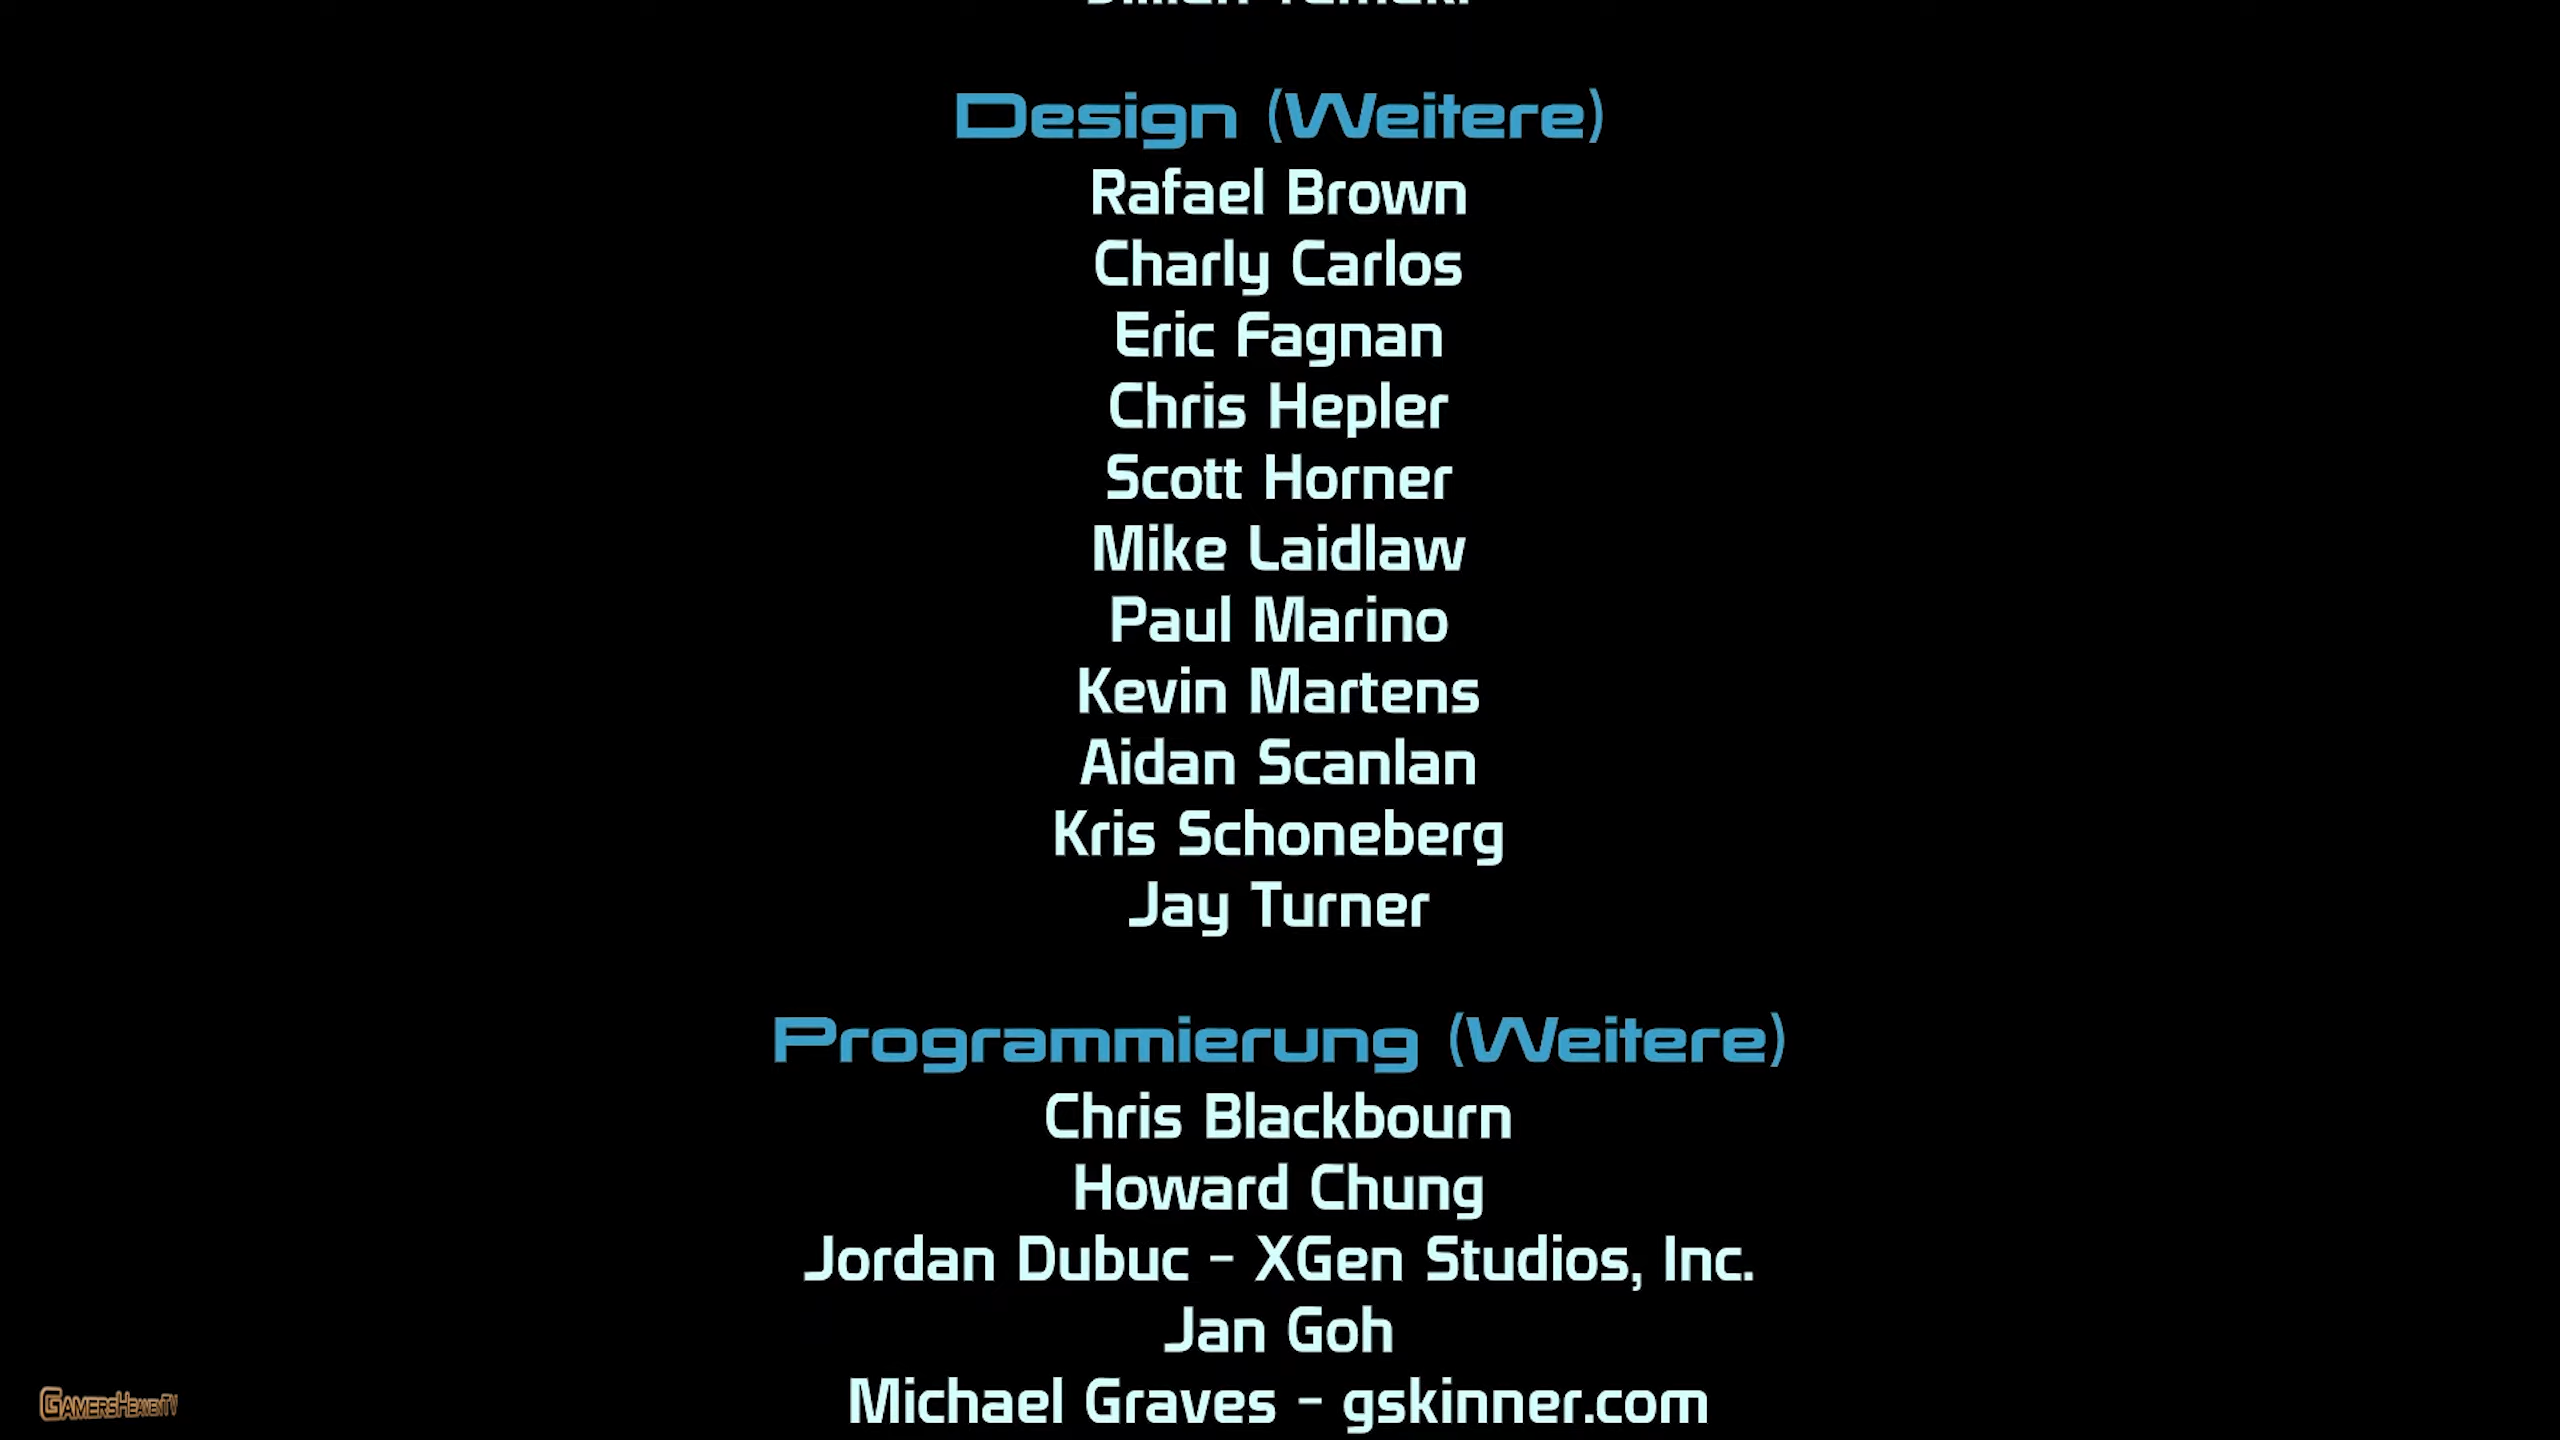 Design (Weitere)
Rafael Brown
Charly Carlos
Eric Fagnan
Chris Hepler
Scott Horner
Mike Laidlaw
Paul Marino
Kevin Martens
Aidan Scanlan
Kris Schoneberg
Jay Turner
Programmierung (Weitere)
Chris Blackbourn
Howard Chung
Jordan Dubuc - XGen Studios, Inc.
Jan Goh
Michael Graves - gskinner.com
GamersHeavenTV